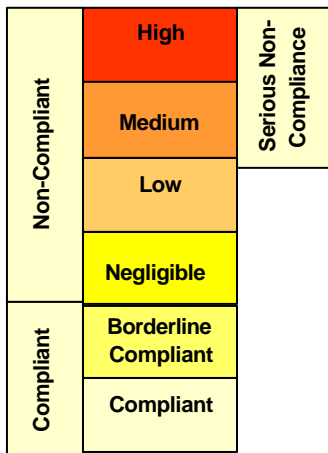 Non-Compliant
Compliant
High
Medium
Low
Negligible
Borderline
Compliant
Compliant
Serious Non-
Compliance